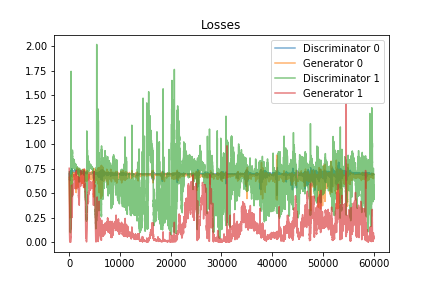 Losses
2.00
1.75
1.50
1.25
1.00
0.75
0.50
0.25
0.00
Discriminator 0
Generator 0
Discriminator 1
Generator 1
0 10000 20000 30000 40000 50000 60000